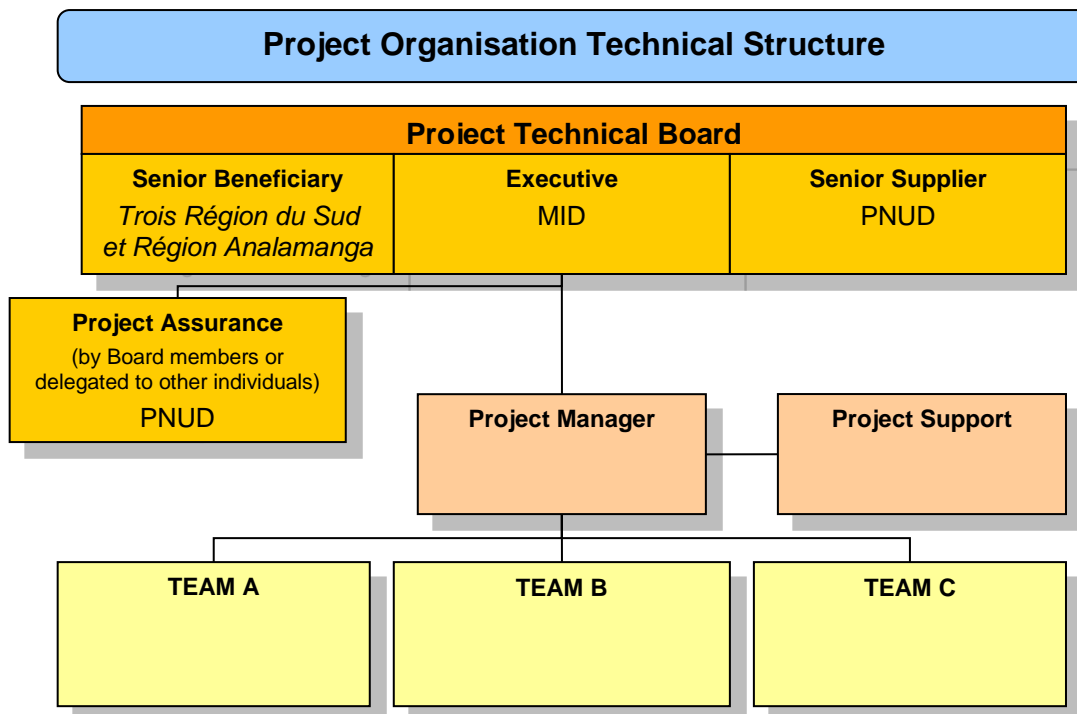 Project Organisation Technical Structure
Project Technical Board
Senior Beneficiary
Trois Région du Sud
et Région Analamanga
Executive
MID
Senior Supplier
PNUD
Project Assurance
(by Board members or
delegated to other individuals)
PNUD
Project Manager
Project Support
TEAM A
TEAM B
TEAM C